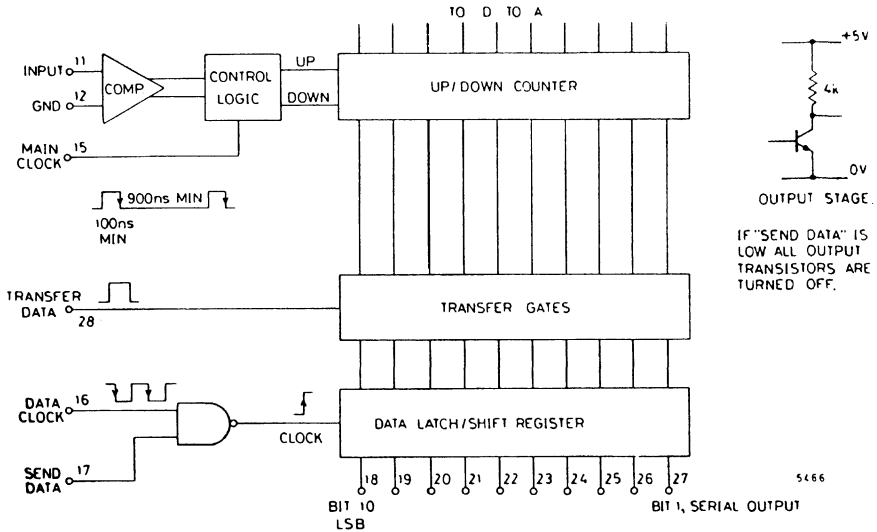 TO D TO A
INPUT 11
GND 12
COMP
CONTROL
LOGIC
UP
DOWN
UP/DOWN COUNTER
MAIN
CLOCK
15
900ns MIN
100ns
MIN
+5V
4k
0V
OUTPUT STAGE.
IF "SEND DATA" IS
LOW ALL OUTPUT
TRANSISTORS ARE
TURNED OFF.
TRANSFER
DATA
28
TRANSFER GATES
DATA
CLOCK
16
SEND
DATA
17
CLOCK
DATA LATCH/SHIFT REGISTER
18 19 20 21 22 23 24 25 26 27
BIT 10
LSB
BIT 1, SERIAL OUTPUT
5466